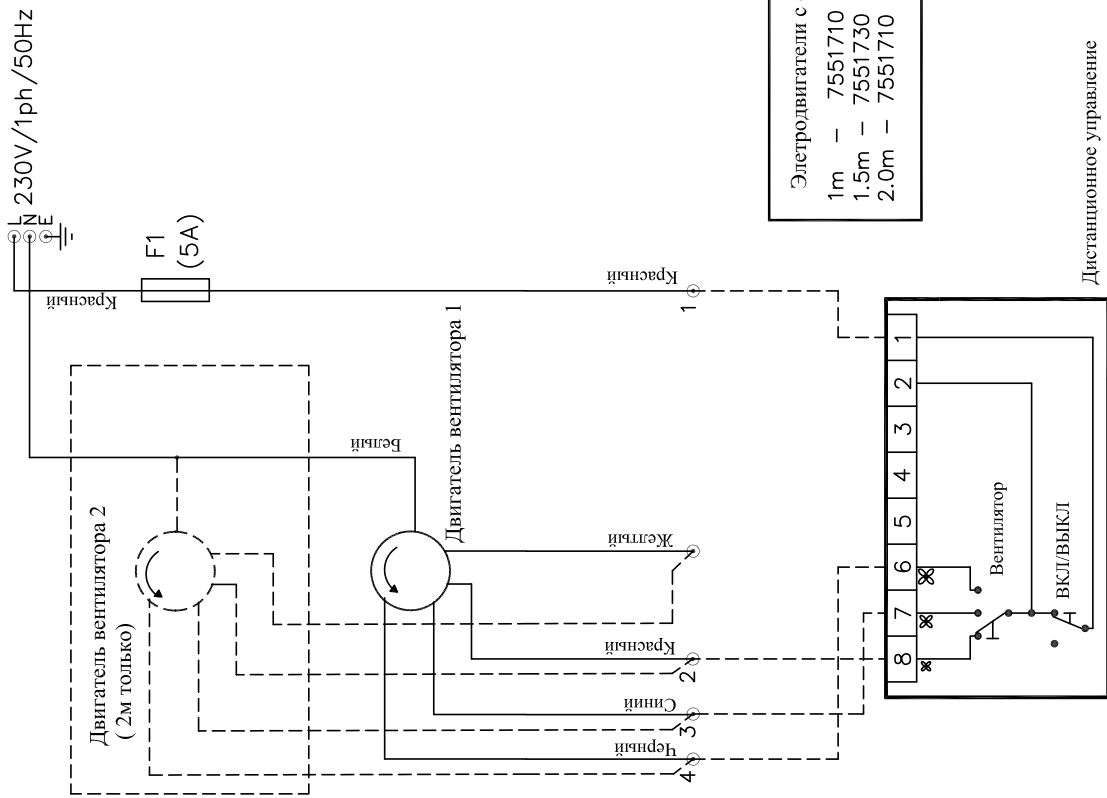 230V/1ph/50Hz
L
N
E
F1
(5A)
Красный
Красный
1
Белый
Двигатель вентилятора 2
( 2м только)
Двигатель вентилятора 1
Желтый
Красный
2
Синий
3
Черный
4
Элетродвигатели с
1m – 7551710
1.5m – 7551730
2.0m – 7551710
Дистанционное управление
1
2
3
4
5
6
7
8
Вентилятор
ВКЛ/ВЫКЛ